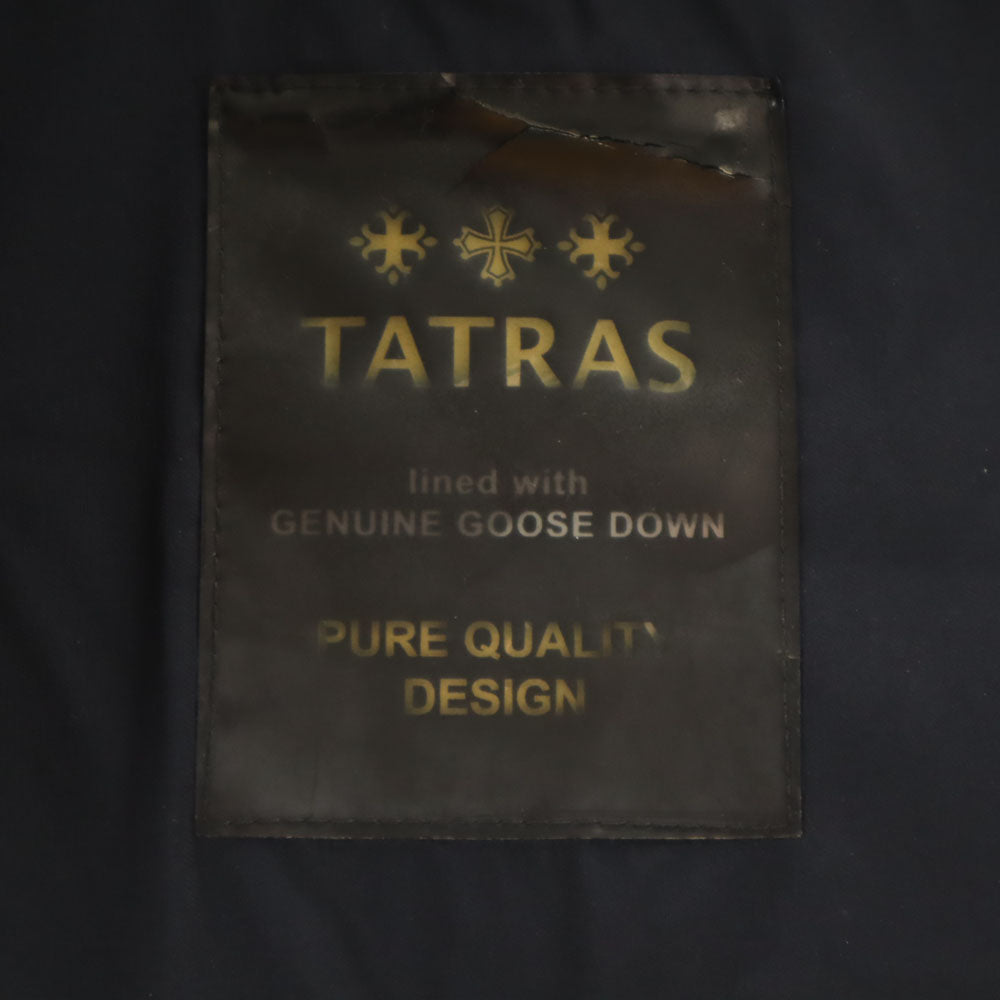 TATRAS
lined with
GENUINE GOOSE DOWN
PURE QUALITY
DESIGN